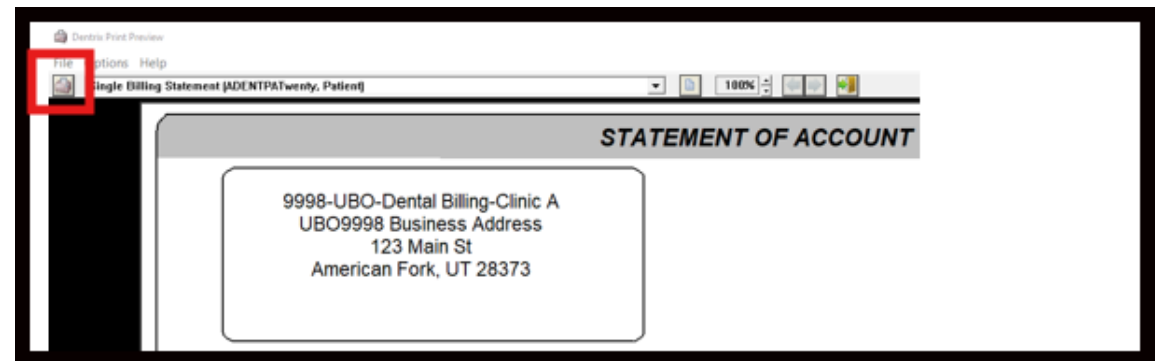 Dentrix Print Preview
File Options Help
Single Billing Statement (ADENTPATwenty, Patient) 100%
STATEMENT OF ACCOUNT
9998-UBO-Dental Billing-Clinic A
UBO9998 Business Address
123 Main St
American Fork, UT 28373